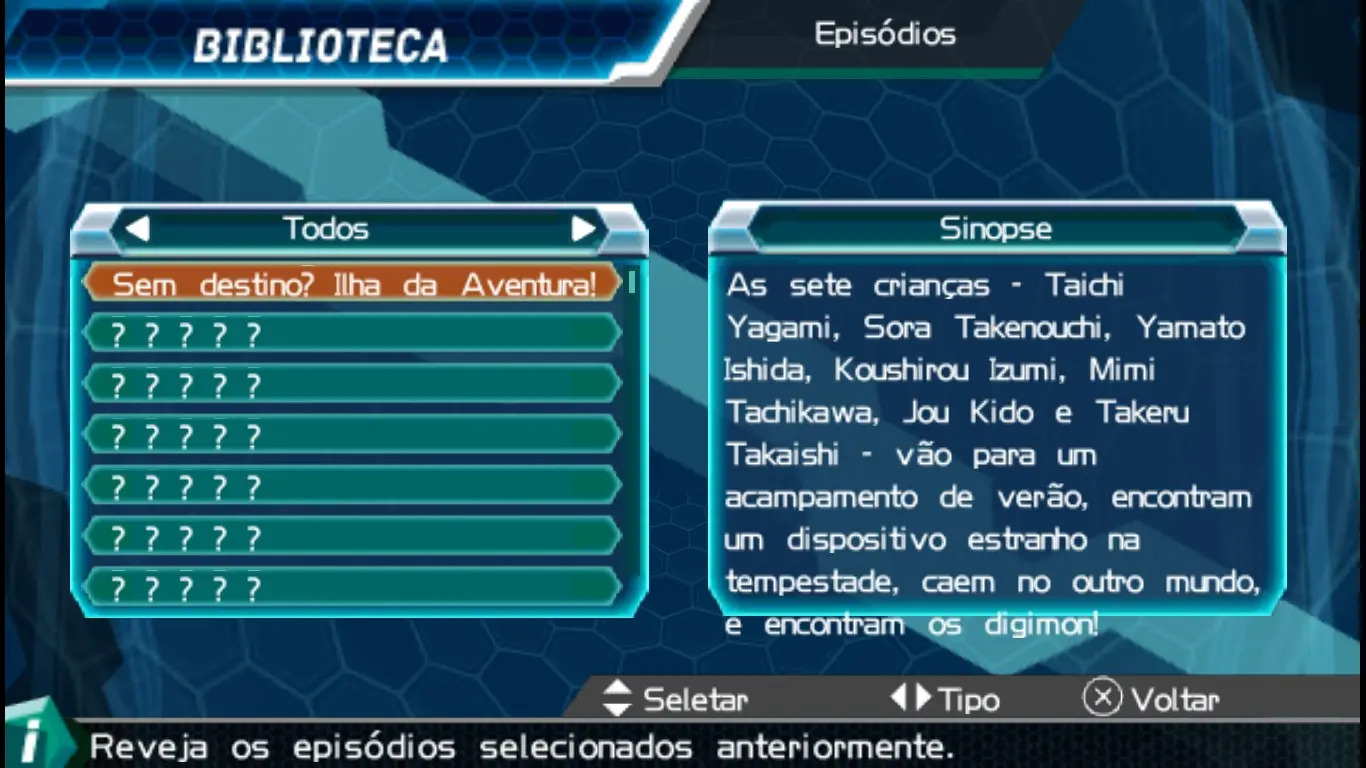 BIBLIOTECA
Episódios
Todos
Sem destino? Ilha da Aventura!
? ? ? ? ?
? ? ? ? ?
? ? ? ? ?
? ? ? ? ?
? ? ? ? ?
? ? ? ? ?
Sinopse
As sete crianças - Taichi
Yagami, Sora Takenouchi, Yamato
Ishida, Koushirou Izumi, Mimi
Tachikawa, Jou Kido e Takeru
Takaishi - vão para um
acampamento de verão, encontram
um dispositivo estranho na
tempestade, caem no outro mundo,
e encontram os digimon!
Seletar Tipo Voltar
i Reveja os episódios selecionados anteriormente.